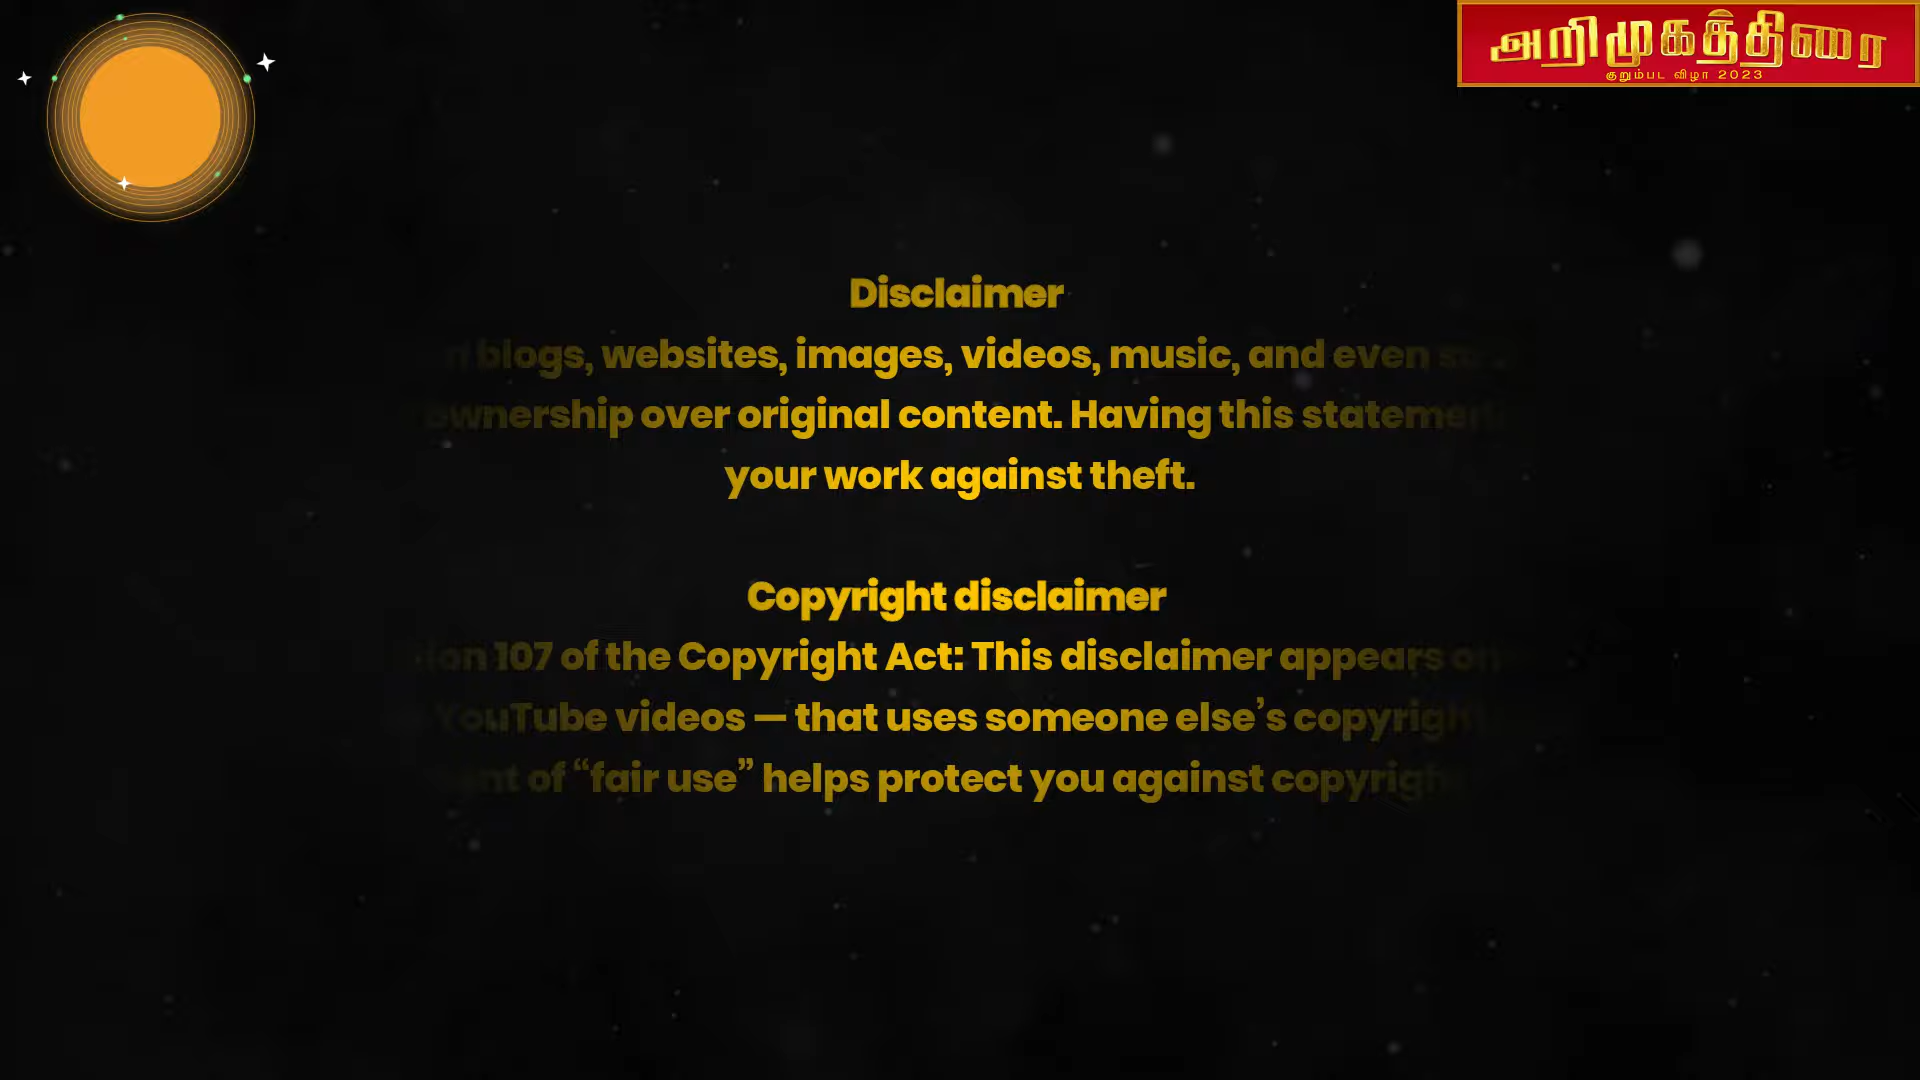 அறிமுகத்திரை
குறும்பட விழா 2023
Disclaimer
blogs, websites, images, videos, music, and even
ownership over original content. Having this
your work against theft.
Copyright disclaimer
107 of the Copyright Act: This disclaimer appears on
YouTube videos — that uses someone else’s
of “fair use” helps protect you against